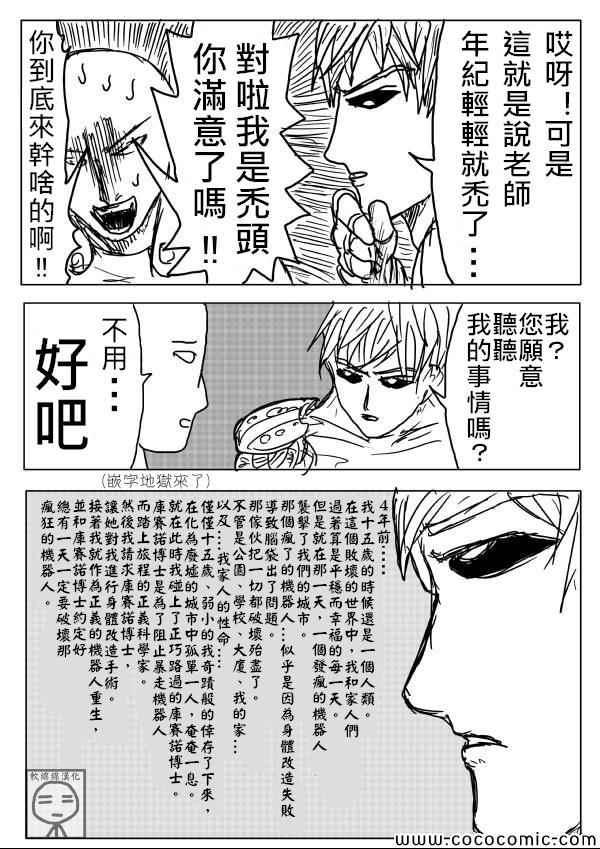 哎呀！可是
這就是說老師
年紀輕輕就禿了…
對啦我是禿頭
你滿意了嗎!!
你到底來幹啥的啊!!
我？
您願意
聽聽
我的事情嗎？
不用…
好吧
(嵌字地獄來了)
4年前……
我十五歲的時候還是一個人類。
在這個敗壞的世界中，我和家人們
過著算是平穩而幸福的每一天。
但是就在那一天，一個發瘋的機器人
襲擊了我們的城市。
那個瘋了的機器人…似乎是因為身體改造失敗
導致腦袋出了問題。
那傢伙把一切都破壞殆盡了。
不管是公園、學校、大廈、我的家…
以及…我家人的性命……
僅僅十五歲、弱小的我奇蹟般的倖存了下來，
在化為廢墟的城市中孤單一人，奄奄一息。
就在此時我碰上了正巧路過的庫賽諾博士。
庫賽諾博士是為了阻止暴走機器人
而踏上旅程的正義科學家。
然後我請求庫賽諾博士，
讓她對我進行身體改造手術。
接著我就作為正義的機器人重生，
並和庫賽諾博士約定好
總有一天一定要破壞那
瘋狂的機器人。
軟綿綿漢化
www.cococomic.com/